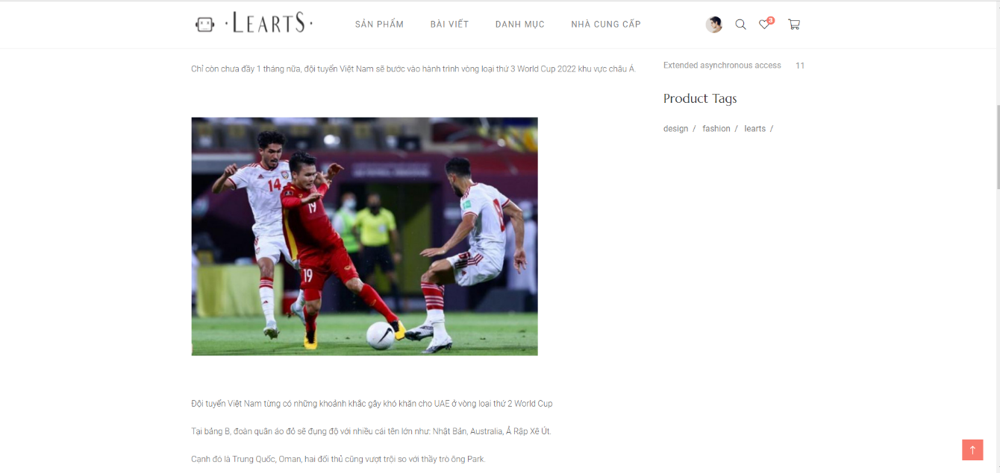 ·LEARTS·
SẢN PHẨM
BÀI VIẾT
DANH MỤC
NHÀ CUNG CẤP
3
Chỉ còn chưa đầy 1 tháng nữa, đội tuyển Việt Nam sẽ bước vào hành trình vòng loại thứ 3 World Cup 2022 khu vực châu Á.
14
19
19
Đội tuyển Việt Nam từng có những khoảnh khắc gây khó khăn cho UAE ở vòng loại thứ 2 World Cup
Tại bảng B, đoàn quân áo đỏ sẽ đụng độ với nhiều cái tên lớn như: Nhật Bản, Australia, Ả Rập Xê Út.
Cạnh đó là Trung Quốc, Oman, hai đối thủ cũng vượt trội so với thầy trò ông Park.
Extended asynchronous access 11
Product Tags
design / fashion / learts /